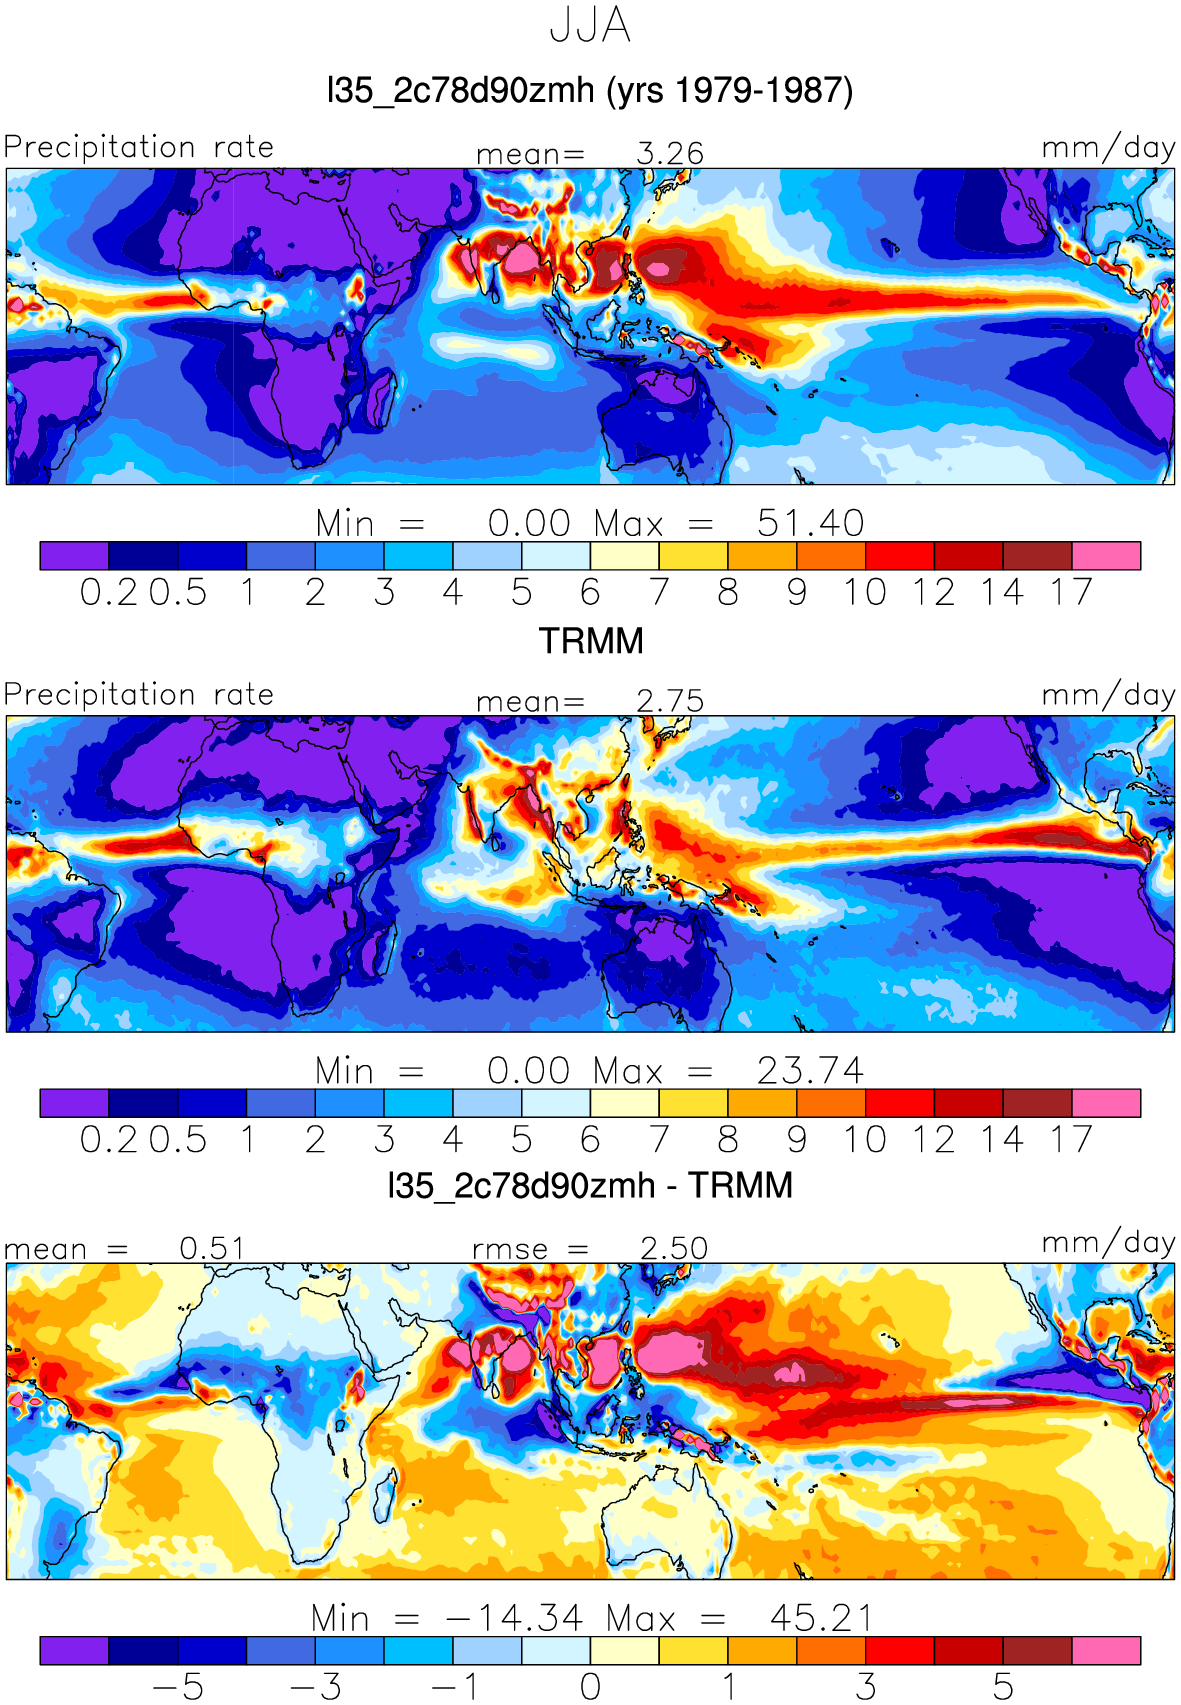 JJA
l35_2c78d90zmh (yrs 1979-1987)
Precipitation rate mean= 3.26 mm/day
Min = 0.00 Max = 51.40
0.2 0.5 1 2 3 4 5 6 7 8 9 10 12 14 17
TRMM
Precipitation rate mean= 2.75 mm/day
Min = 0.00 Max = 23.74
0.2 0.5 1 2 3 4 5 6 7 8 9 10 12 14 17
l35_2c78d90zmh - TRMM
mean = 0.51 rmse = 2.50 mm/day
Min = -14.34 Max = 45.21
-5 -3 -1 0 1 3 5